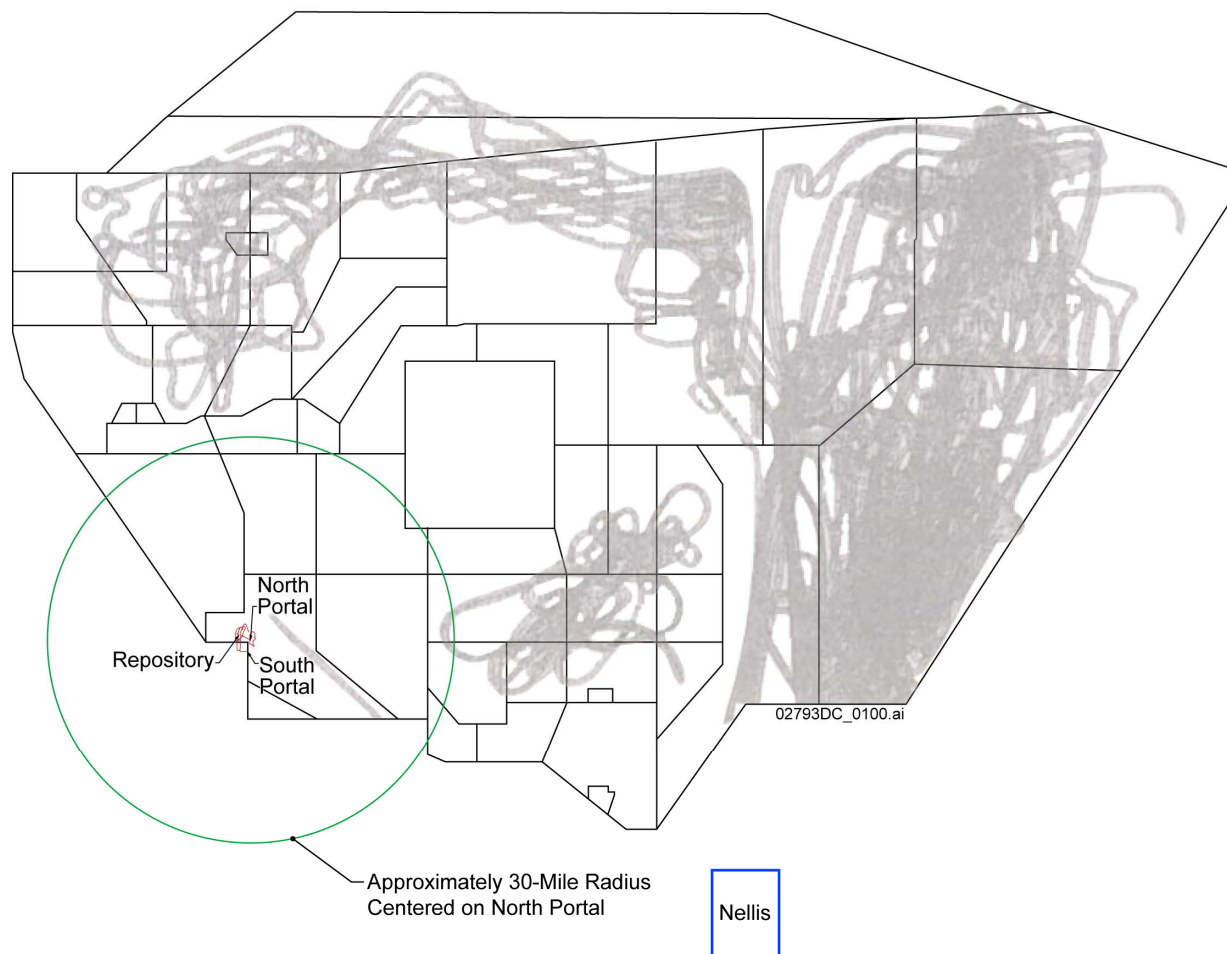 North
Portal
Repository
South
Portal
02793DC_0100.ai
Approximately 30-Mile Radius
Centered on North Portal
Nellis